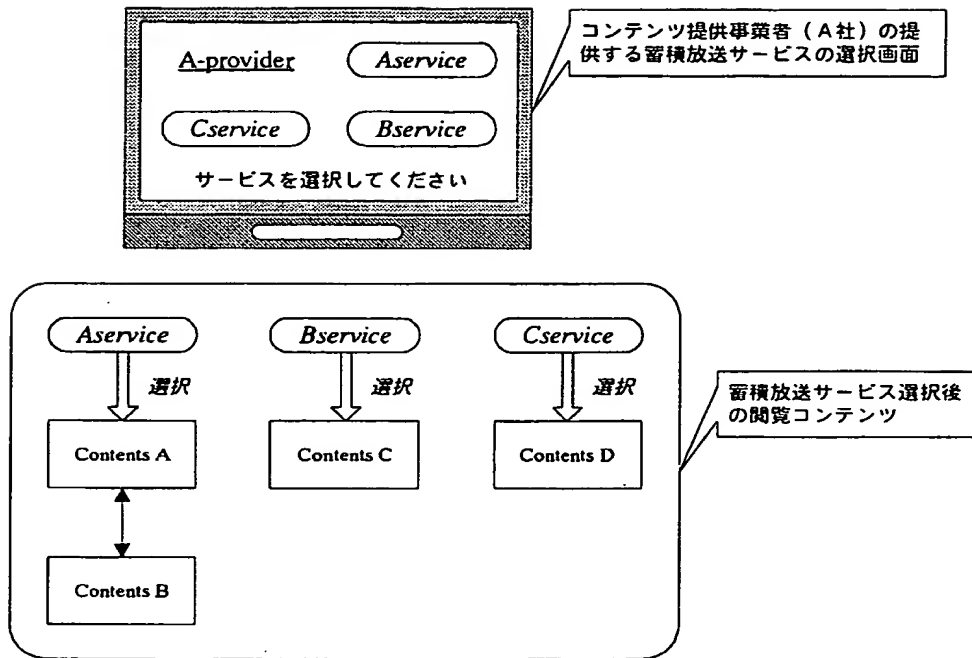 コンテンツ提供事業者（A社）の提
供する蓄積放送サービスの選択画面
A-provider
Aservice
Cservice
Bservice
サービスを選択してください
Aservice
Bservice
Cservice
選択
選択
選択
Contents A
Contents C
Contents D
Contents B
蓄積放送サービス選択後
の閲覧コンテンツ